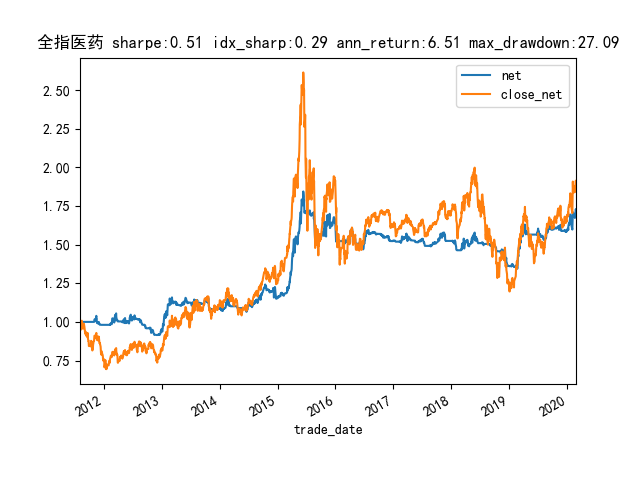 全指医药 sharpe:0.51 idx_sharp:0.29 ann_return:6.51 max_drawdown:27.09
net
close_net
2.50
2.25
2.00
1.75
1.50
1.25
1.00
0.75
2012 2013 2014 2015 2016 2017 2018 2019 2020
trade_date